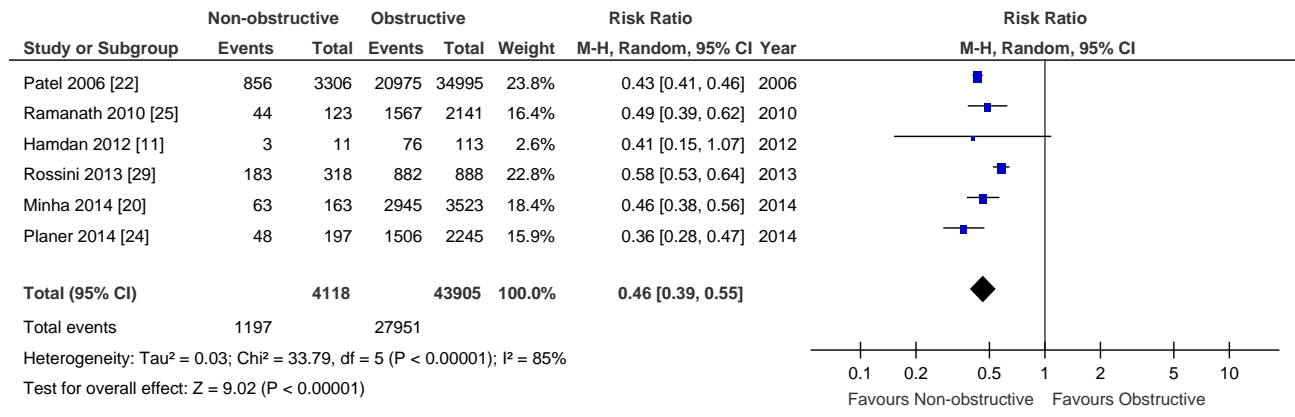 Non-obstructive Obstructive Risk Ratio Risk Ratio
Study or Subgroup Events Total Events Total Weight M-H, Random, 95% CI Year M-H, Random, 95% CI
Patel 2006 [22] 856 3306 20975 34995 23.8% 0.43 [0.41, 0.46] 2006
Ramanath 2010 [25] 44 123 1567 2141 16.4% 0.49 [0.39, 0.62] 2010
Hamdan 2012 [11] 3 11 76 113 2.6% 0.41 [0.15, 1.07] 2012
Rossini 2013 [29] 183 318 882 888 22.8% 0.58 [0.53, 0.64] 2013
Minha 2014 [20] 63 163 2945 3523 18.4% 0.46 [0.38, 0.56] 2014
Planer 2014 [24] 48 197 1506 2245 15.9% 0.36 [0.28, 0.47] 2014
Total (95% CI) 4118 43905 100.0% 0.46 [0.39, 0.55]
Total events 1197 27951
Heterogeneity: Tau² = 0.03; Chi² = 33.79, df = 5 (P < 0.00001); I² = 85%
Test for overall effect: Z = 9.02 (P < 0.00001)
0.1 0.2 0.5 1 2 5 10
Favours Non-obstructive Favours Obstructive